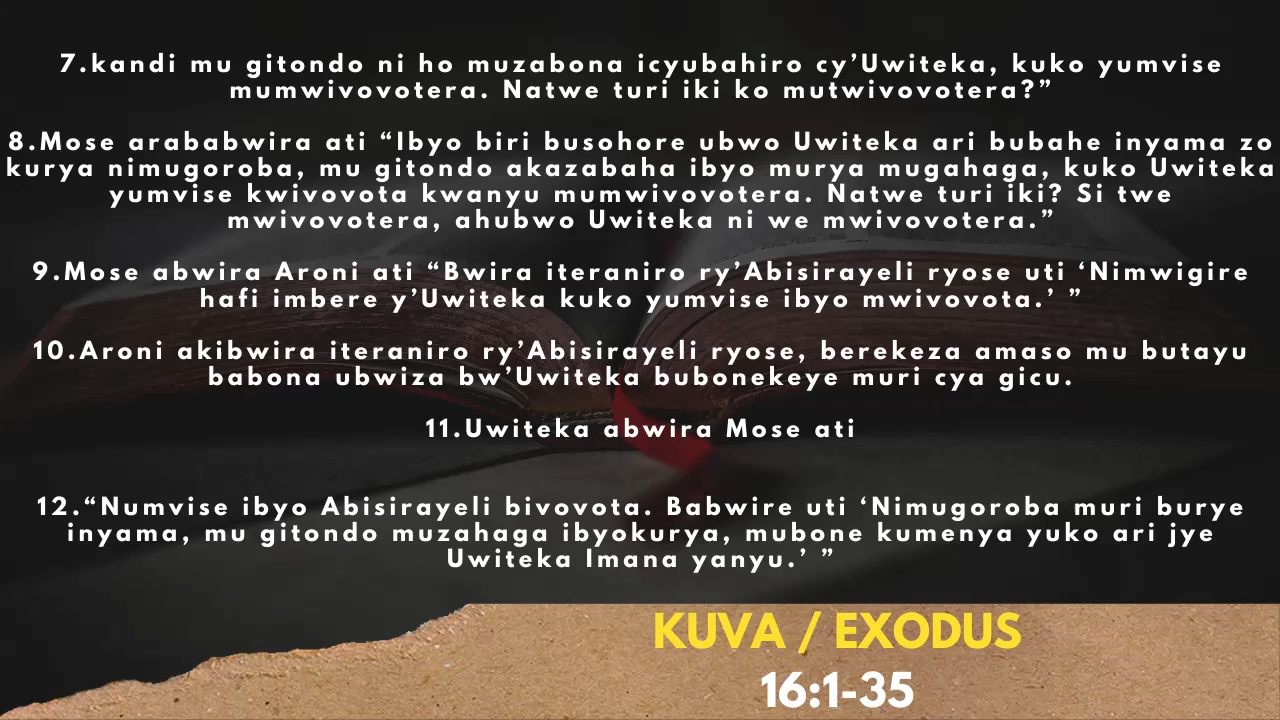 7.kandi mu gitondo ni ho muzabona icyubahiro cy’Uwiteka, kuko yumvise
mumwivovotera. Natwe turi iki ko mutwivovotera?”
8.Mose arababwira ati “Ibyo biri busohore ubwo Uwiteka ari bubahe inyama zo
kurya nimugoroba, mu gitondo akazabaha ibyo murya mugahaga, kuko Uwiteka
yumvise kwivovota kwanyu mumwivovotera. Natwe turi iki? Si twe
mwivovotera, ahubwo Uwiteka ni we mwivovotera.”
9.Mose abwira Aroni ati “Bwira iteraniro ry’Abisirayeli ryose uti ‘Nimwigire
hafi imbere y’Uwiteka kuko yumvise ibyo mwivovota.’ ”
10.Aroni akibwira iteraniro ry’Abisirayeli ryose, berekeza amaso mu butayu
babona ubwiza bw’Uwiteka bubonekeye muri cya gicu.
11.Uwiteka abwira Mose ati
12.“Numvise ibyo Abisirayeli bivovota. Babwire uti ‘Nimugoroba muri burye
inyama, mu gitondo muzahaga ibyokurya, mubone kumenya yuko ari jye
Uwiteka Imana yanyu.’ ”
KUVA / EXODUS
16:1-35